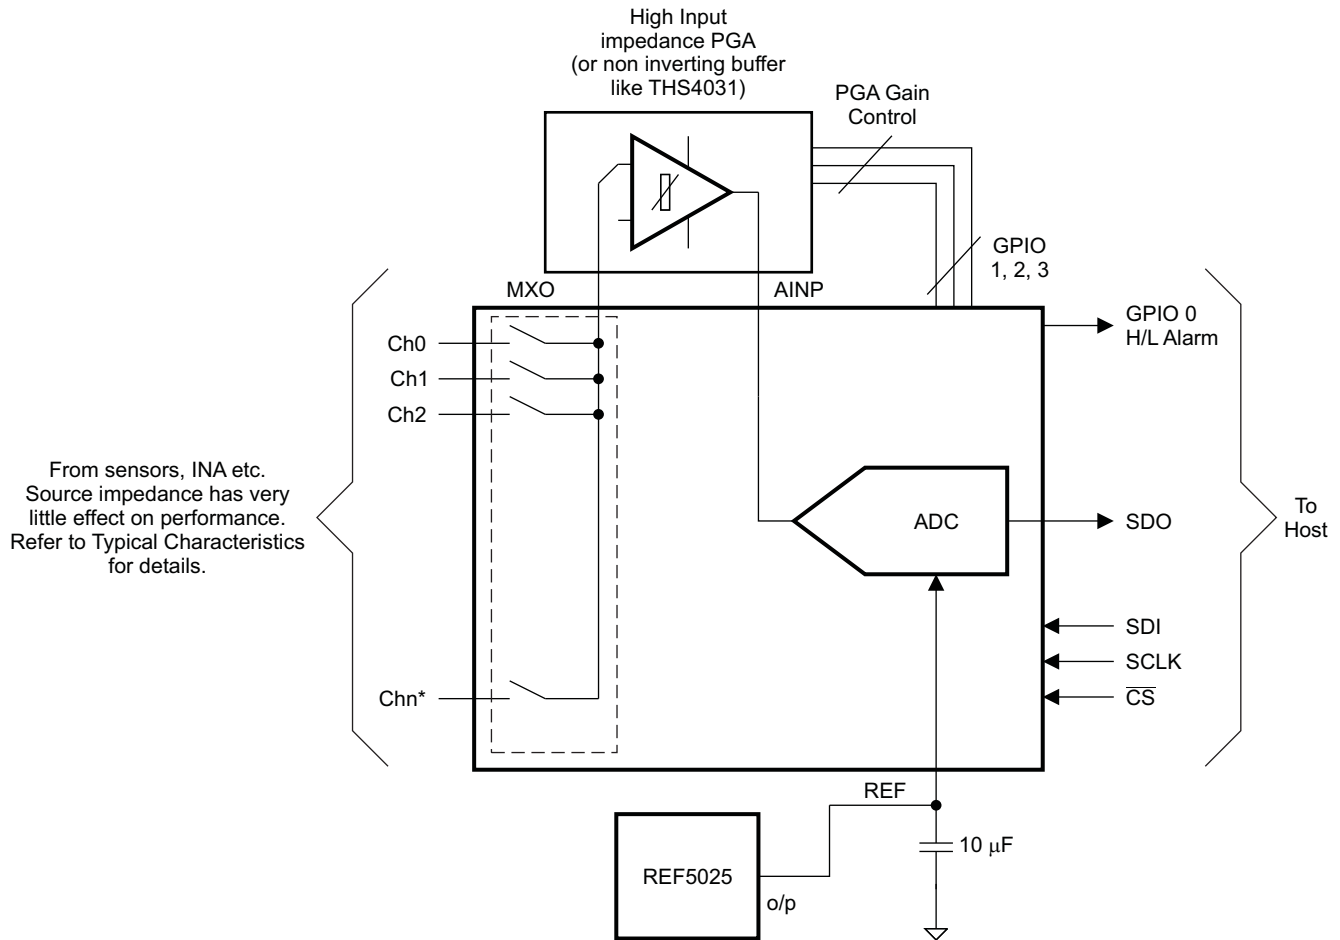 High Input
impedance PGA
(or non inverting buffer
like THS4031)
PGA Gain
Control
GPIO
1, 2, 3
MXO
AINP
GPIO 0
H/L Alarm
Ch0
Ch1
Ch2
From sensors, INA etc.
Source impedance has very
little effect on performance.
Refer to Typical Characteristics
for details.
ADC
SDO
To
Host
SDI
SCLK
Chn*
C̅S̅
REF
10 μF
REF5025
o/p